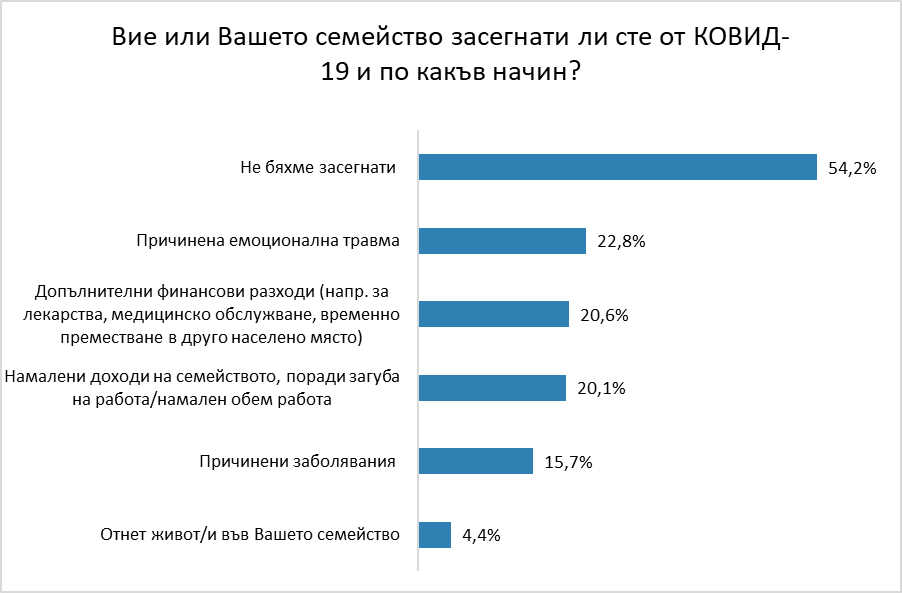 Вие или Вашето семейство засегнати ли сте от КОВИД-
19 и по какъв начин?
Не бяхме засегнати
54,2%
Причинена емоционална травма
22,8%
Допълнителни финансови разходи (напр. за
лекарства, медицинско обслужване, временно
преместване в друго населено място)
20,6%
Намалени доходи на семейството, поради загуба
на работа/намален обем работа
20,1%
Причинени заболявания
15,7%
Отнет живот/и във Вашето семейство
4,4%